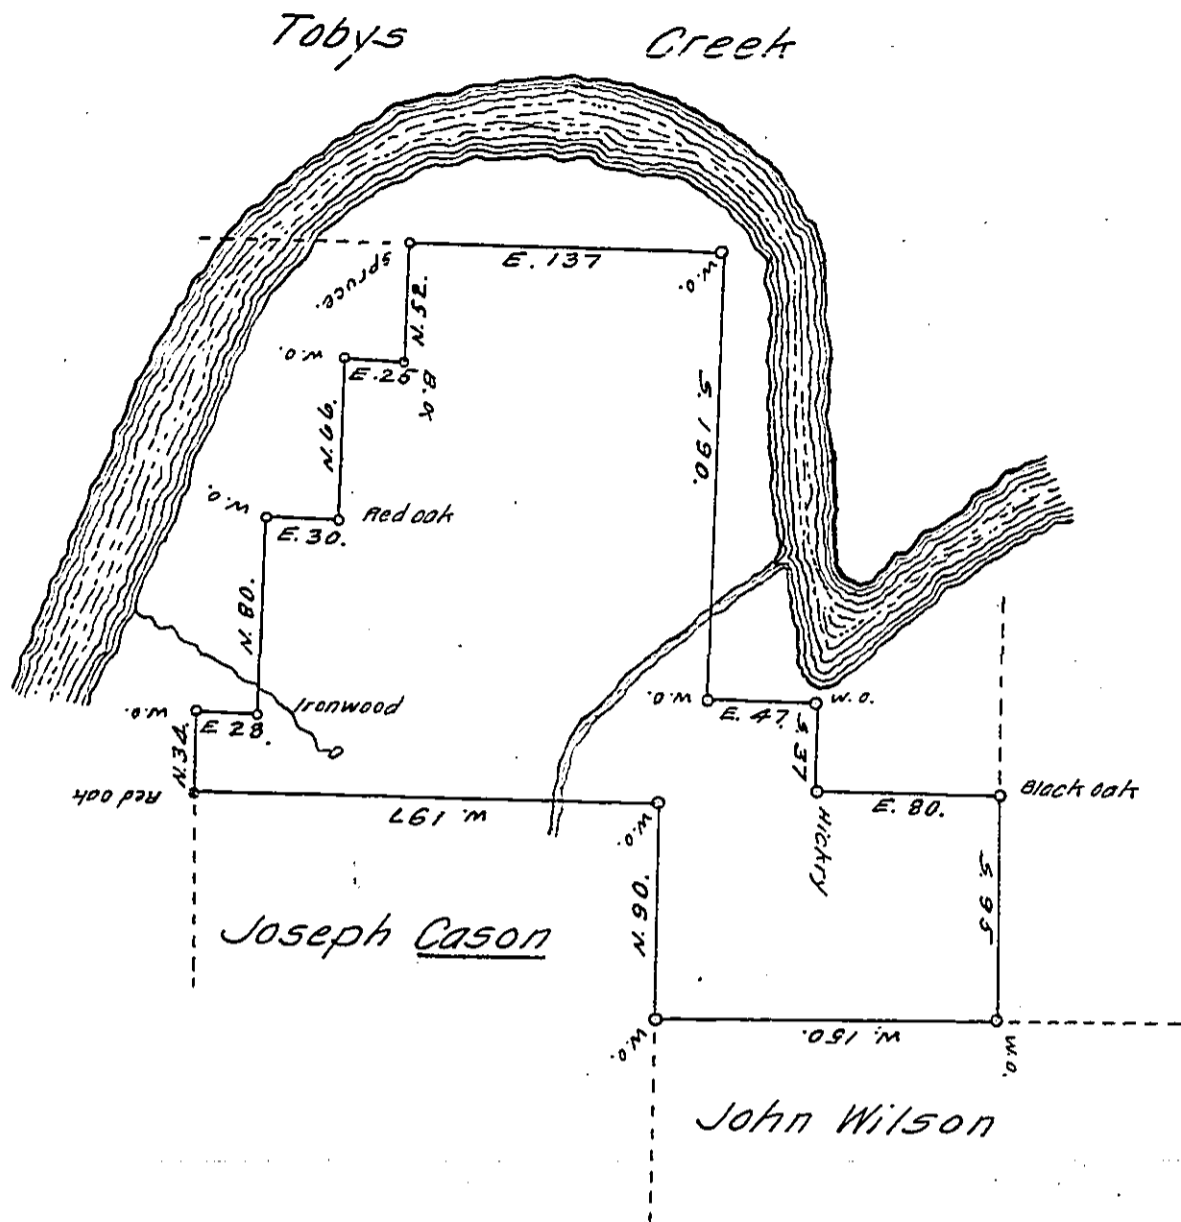 Tobys Creek
E. 137
Spruce.
W.O.
N. 52.
W.O.
E. 25
B. O.
S. 190.
N. 66.
W.O.
Red oak
E. 30.
N. 80.
Ironwood
W.O.
E 28.
W.O.
E. 47.
W.O.
N. 34.
S. 37
Red oak
W. 197
W.O.
Hickry
E. 80.
Black oak
N. 90.
S. 95
Joseph Cason
W.O.
W. 150.
W.O.
John Wilson